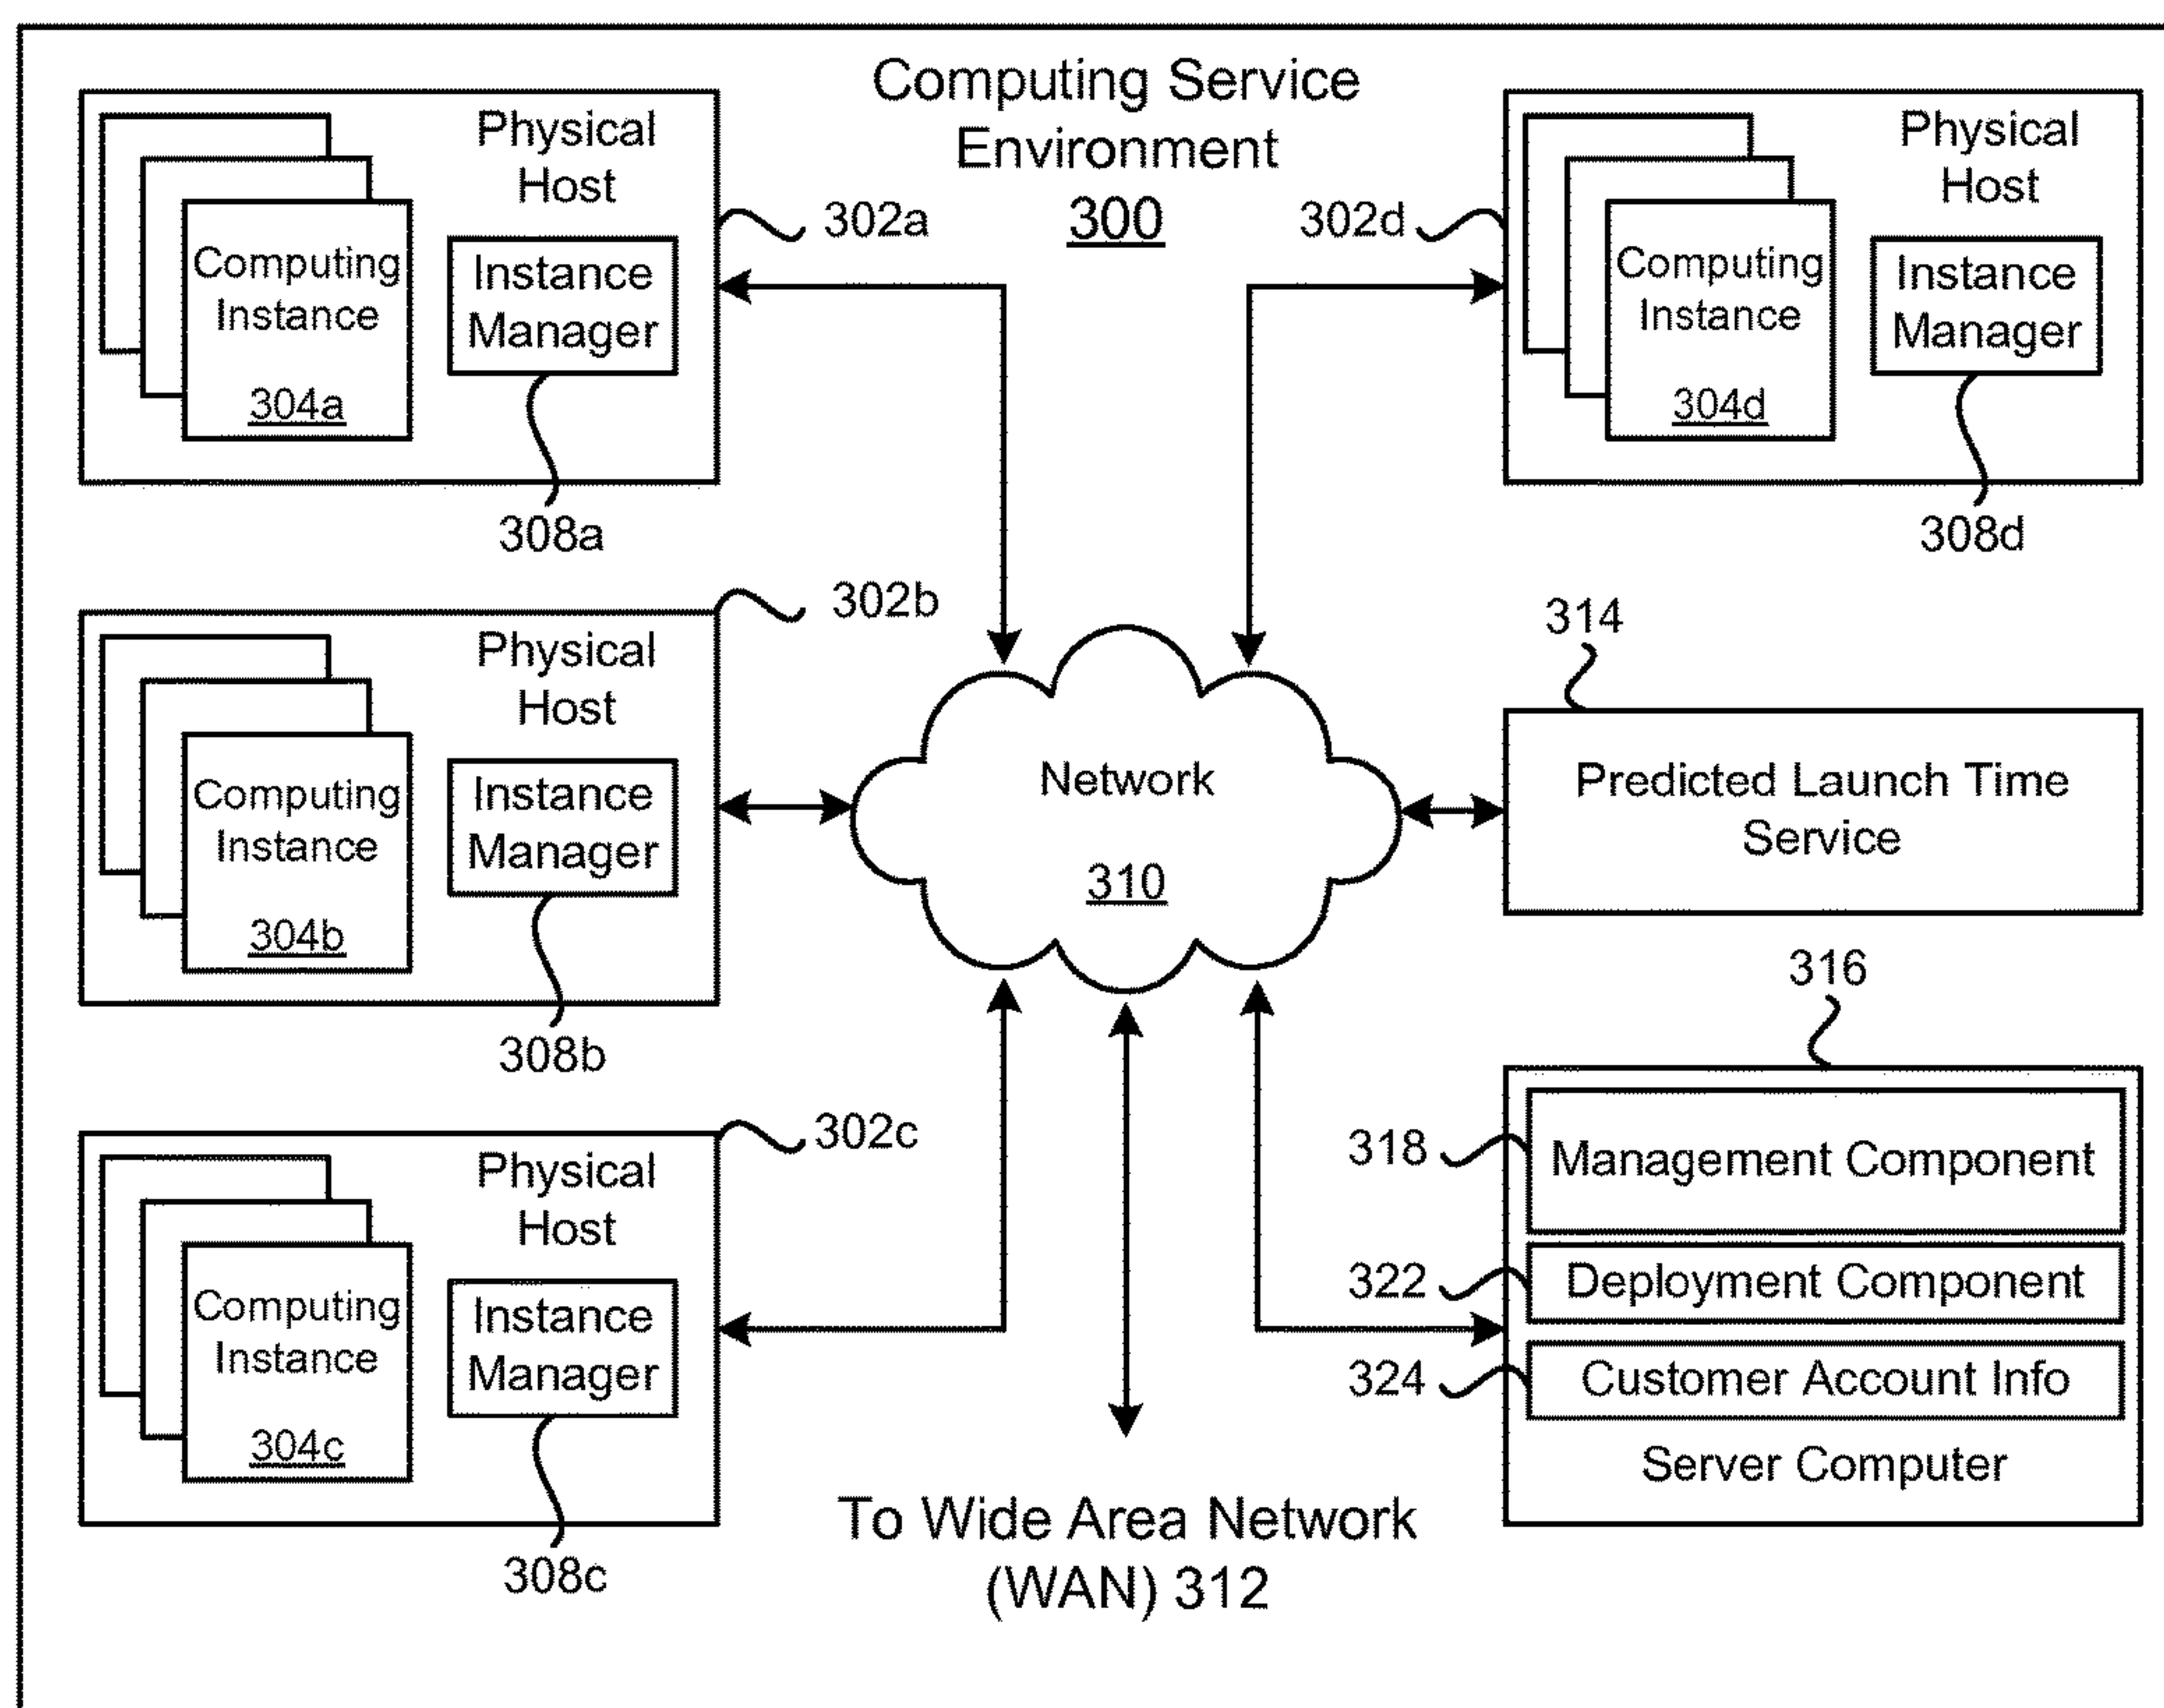 Computing Service
Environment
300
Physical
Host
302a
Computing
Instance
304a
Instance
Manager
308a
Physical
Host
302d
Computing
Instance
304d
Instance
Manager
308d
Physical
Host
302b
Computing
Instance
304b
Instance
Manager
308b
Network
310
314
Predicted Launch Time
Service
Physical
Host
302c
Computing
Instance
304c
Instance
Manager
308c
316
318
Management Component
322
Deployment Component
324
Customer Account Info
Server Computer
To Wide Area Network
(WAN) 312